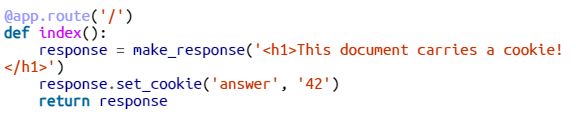 @app.route('/')
def index():
    response = make_response('<h1>This document carries a cookie!
</h1>')
    response.set_cookie('answer', '42')
    return response